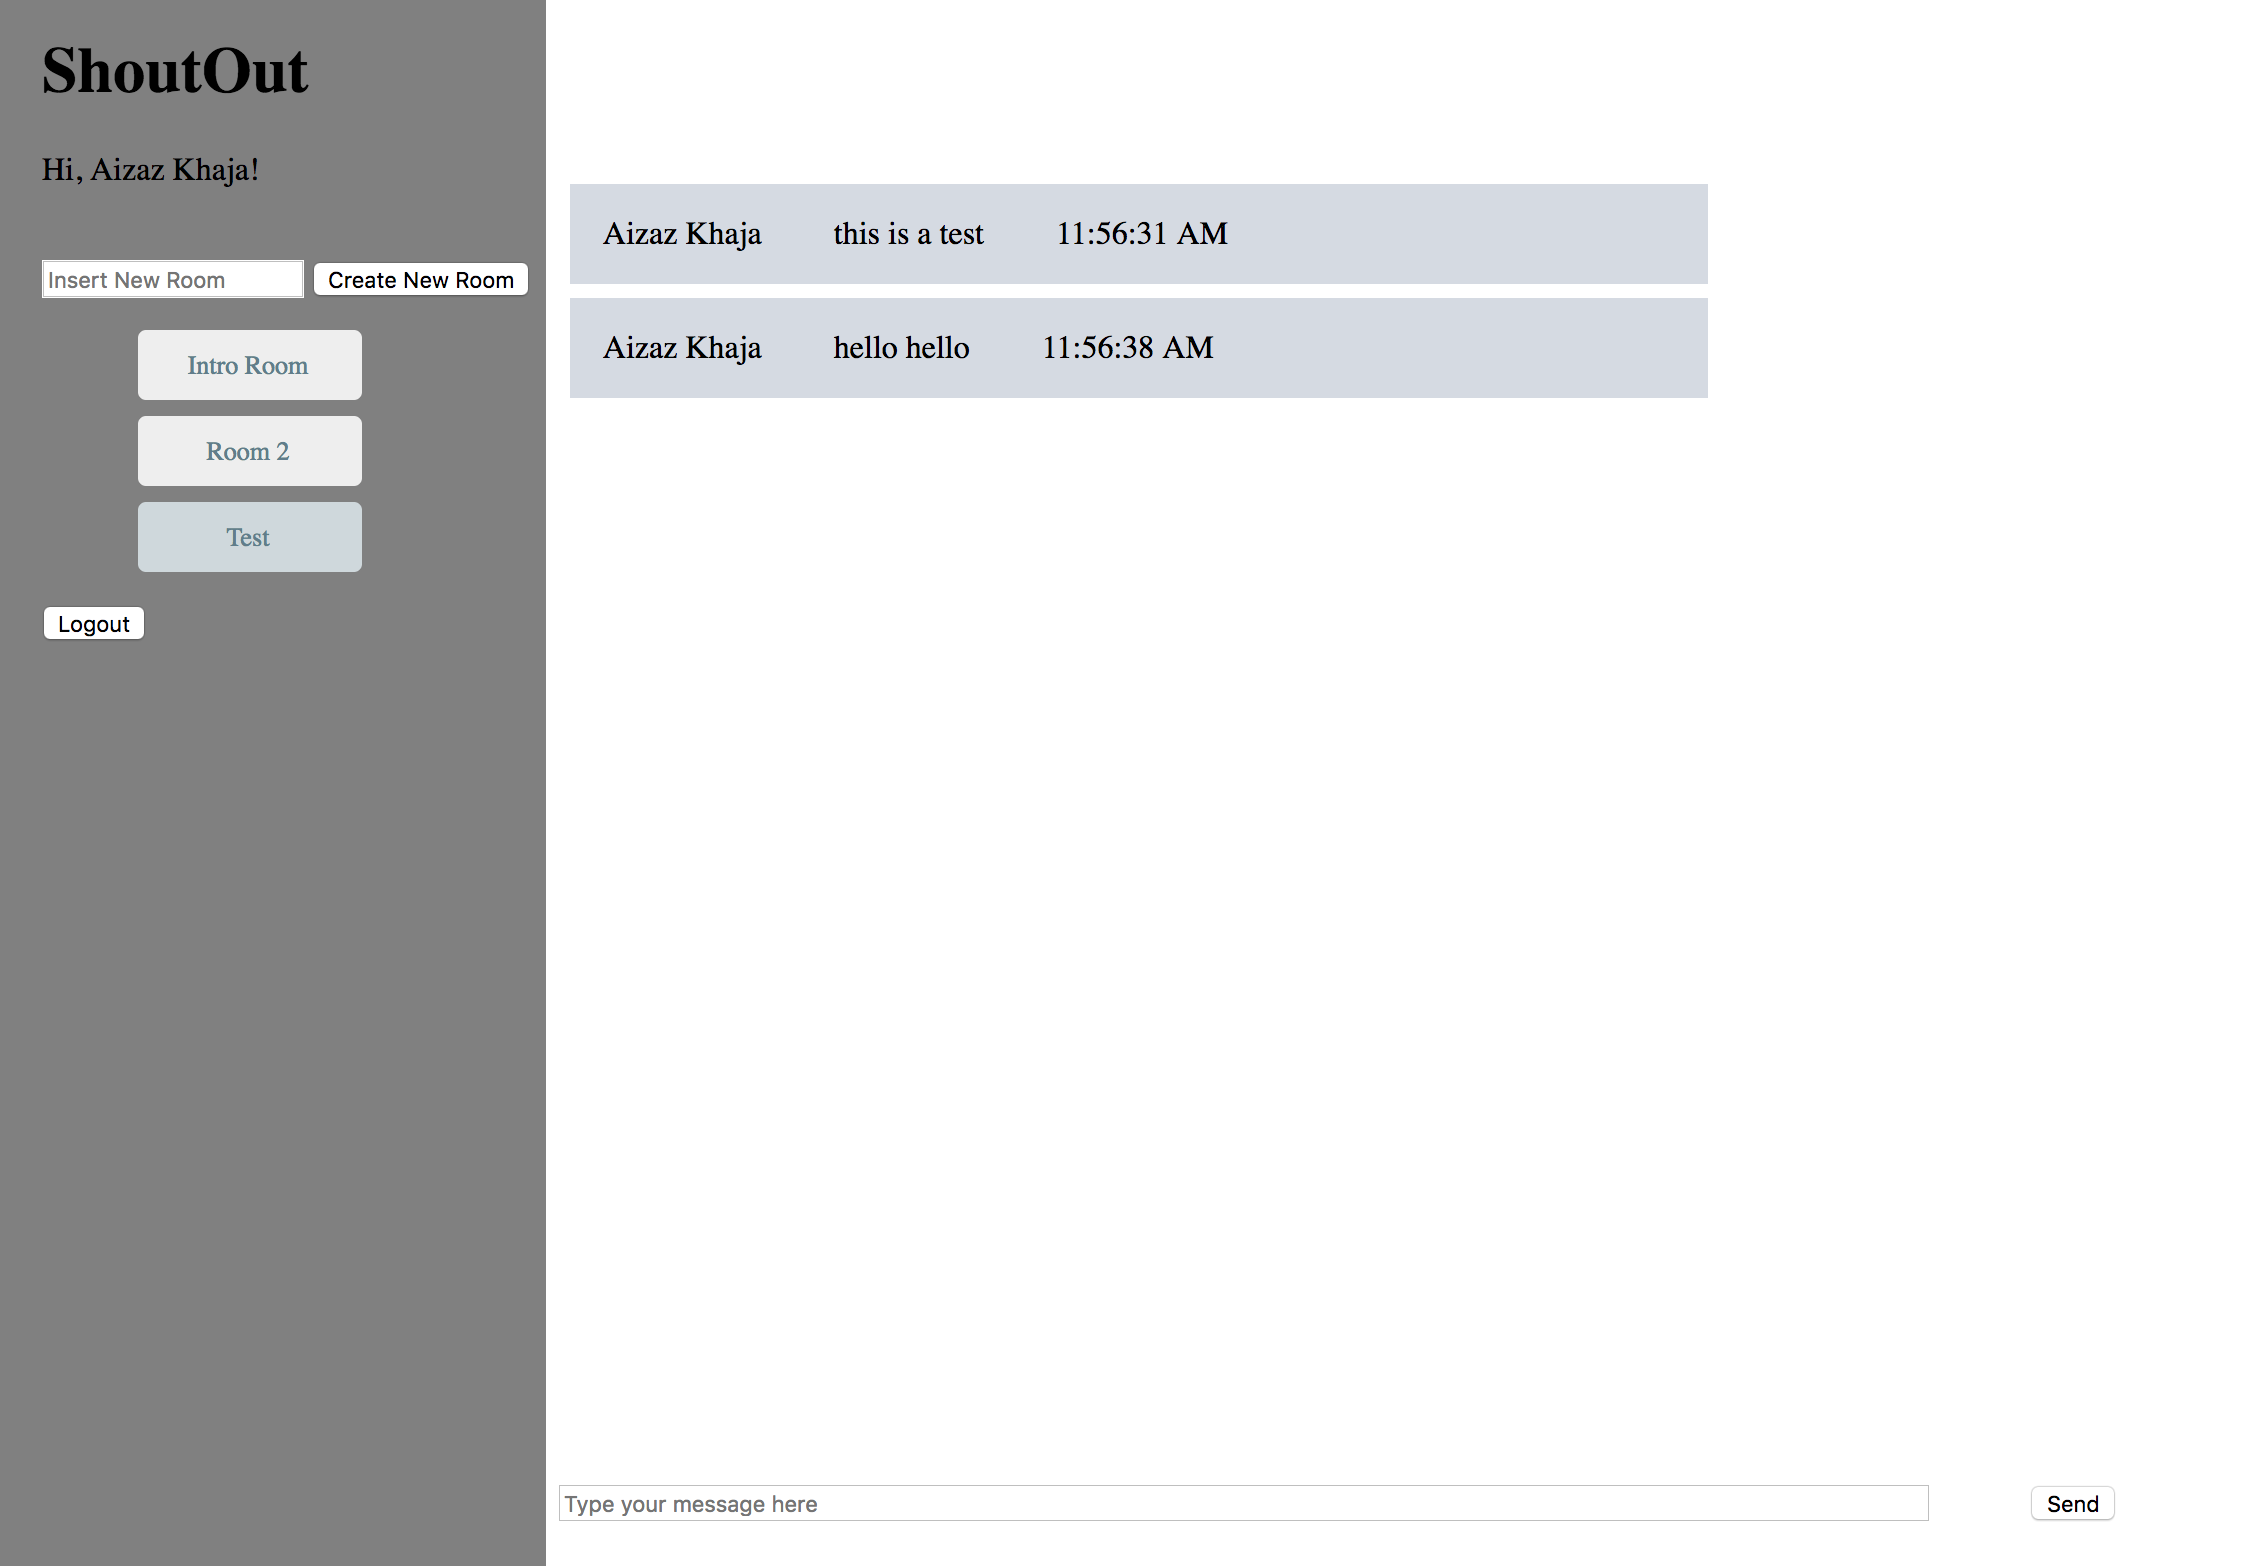 ShoutOut
Hi, Aizaz Khaja!
Insert New Room Create New Room
Intro Room
Room 2
Test
Logout
Aizaz Khaja this is a test 11:56:31 AM
Aizaz Khaja hello hello 11:56:38 AM
Type your message here Send